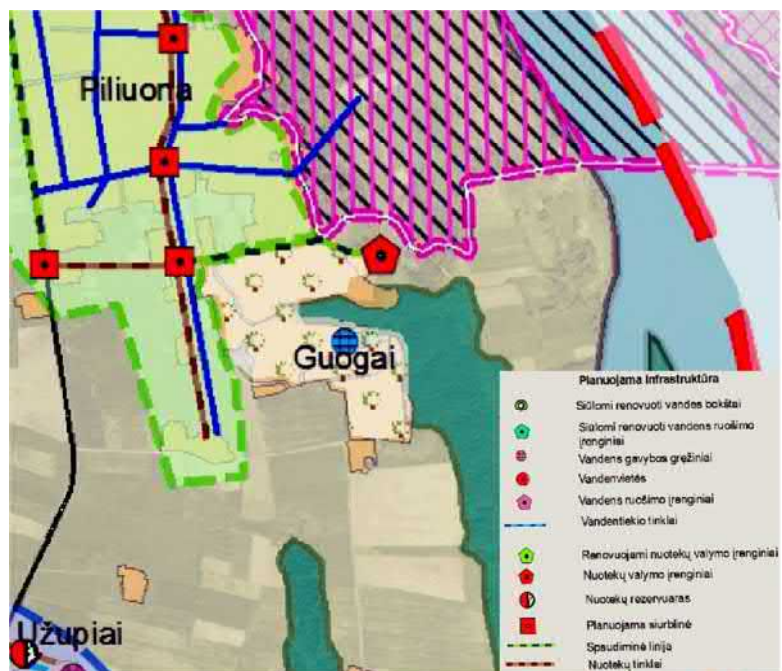 Piliuona
Guogai
Užupiai
Planuojama infrastruktūra
Siūlomi renovuoti vandes bokštai
Siūlomi renovuoti vandens ruošimo
įrenginiai
Vandens gavybos gręžiniai
Vandenvietės
Vandens ruošimo įrenginiai
Vandentiekio tinklai
Renovuojami nuotekų valymo įrenginiai
Nuotekų valymo įrenginiai
Nuotekų rezervuaras
Planuojama siurblinė
Spaudiminė linija
Nuotekų tinklai